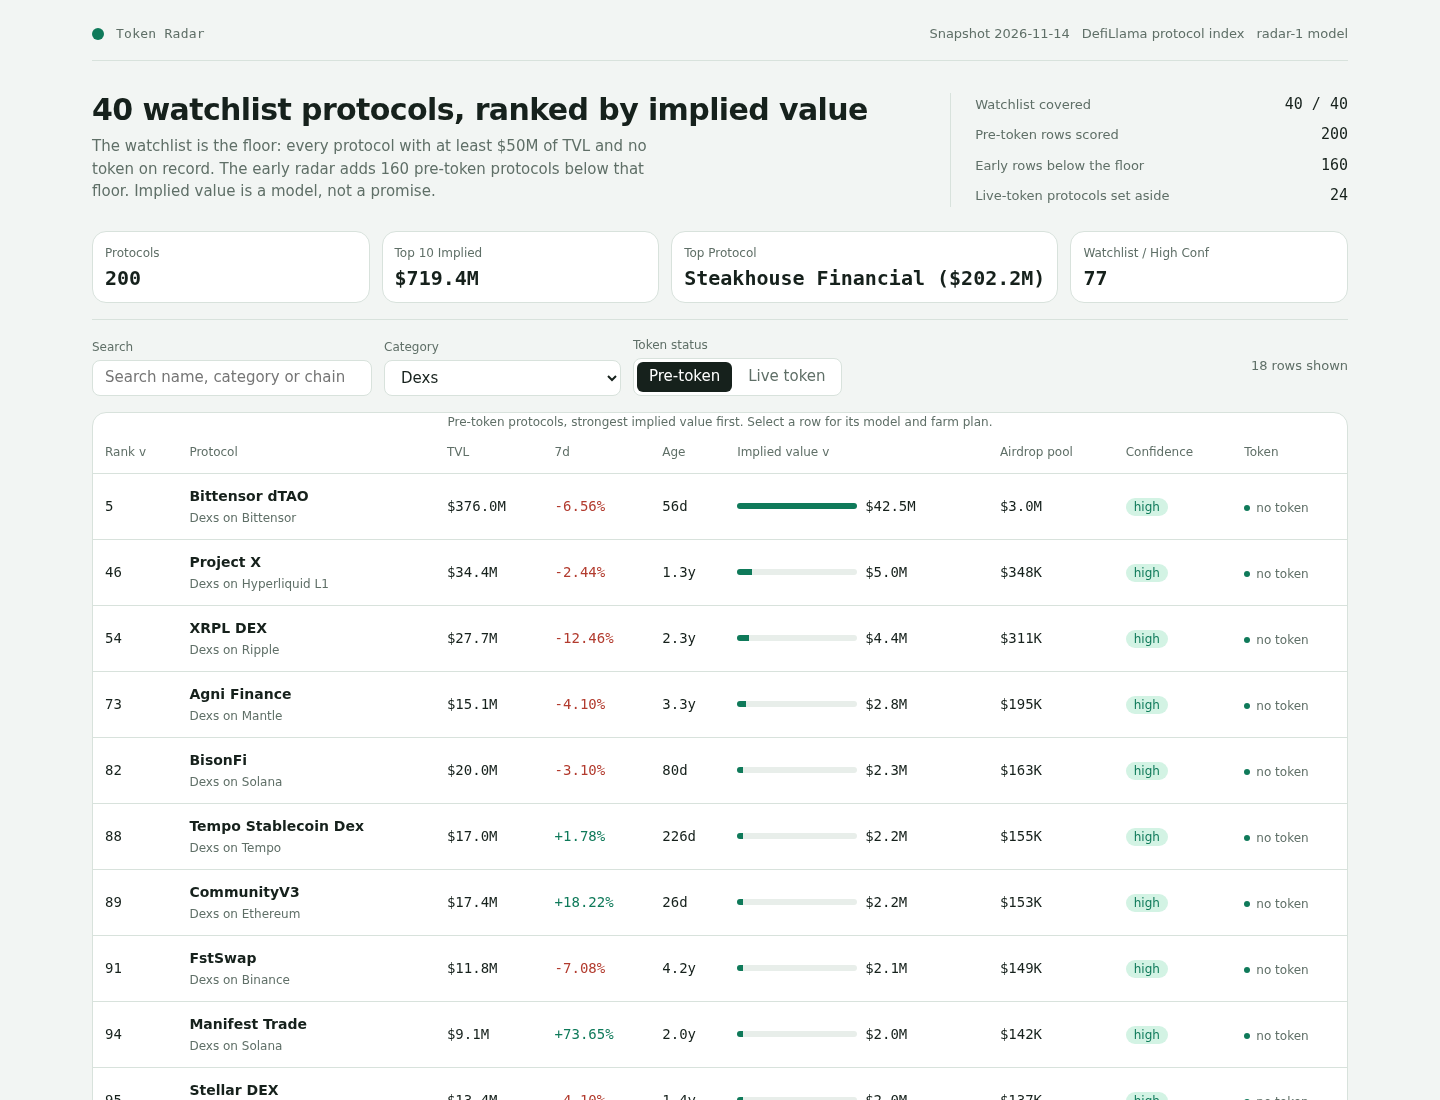 Token Radar
Snapshot 2026-11-14 DefiLlama protocol index radar-1 model
40 watchlist protocols, ranked by implied value
The watchlist is the floor: every protocol with at least $50M of TVL and no
token on record. The early radar adds 160 pre-token protocols below that
floor. Implied value is a model, not a promise.
Watchlist covered 40 / 40
Pre-token rows scored 200
Early rows below the floor 160
Live-token protocols set aside 24
Protocols
200
Top 10 Implied
$719.4M
Top Protocol
Steakhouse Financial ($202.2M)
Watchlist / High Conf
77
Search
Search name, category or chain
Category
Dexs
Token status
Pre-token Live token
18 rows shown
Pre-token protocols, strongest implied value first. Select a row for its model and farm plan.
Rank v Protocol TVL 7d Age Implied value v Airdrop pool Confidence Token
5 Bittensor dTAO $376.0M -6.56% 56d $42.5M $3.0M high no token
Dexs on Bittensor
46 Project X $34.4M -2.44% 1.3y $5.0M $348K high no token
Dexs on Hyperliquid L1
54 XRPL DEX $27.7M -12.46% 2.3y $4.4M $311K high no token
Dexs on Ripple
73 Agni Finance $15.1M -4.10% 3.3y $2.8M $195K high no token
Dexs on Mantle
82 BisonFi $20.0M -3.10% 80d $2.3M $163K high no token
Dexs on Solana
88 Tempo Stablecoin Dex $17.0M +1.78% 226d $2.2M $155K high no token
Dexs on Tempo
89 CommunityV3 $17.4M +18.22% 26d $2.2M $153K high no token
Dexs on Ethereum
91 FstSwap $11.8M -7.08% 4.2y $2.1M $149K high no token
Dexs on Binance
94 Manifest Trade $9.1M +73.65% 2.0y $2.0M $142K high no token
Dexs on Solana
Stellar DEX